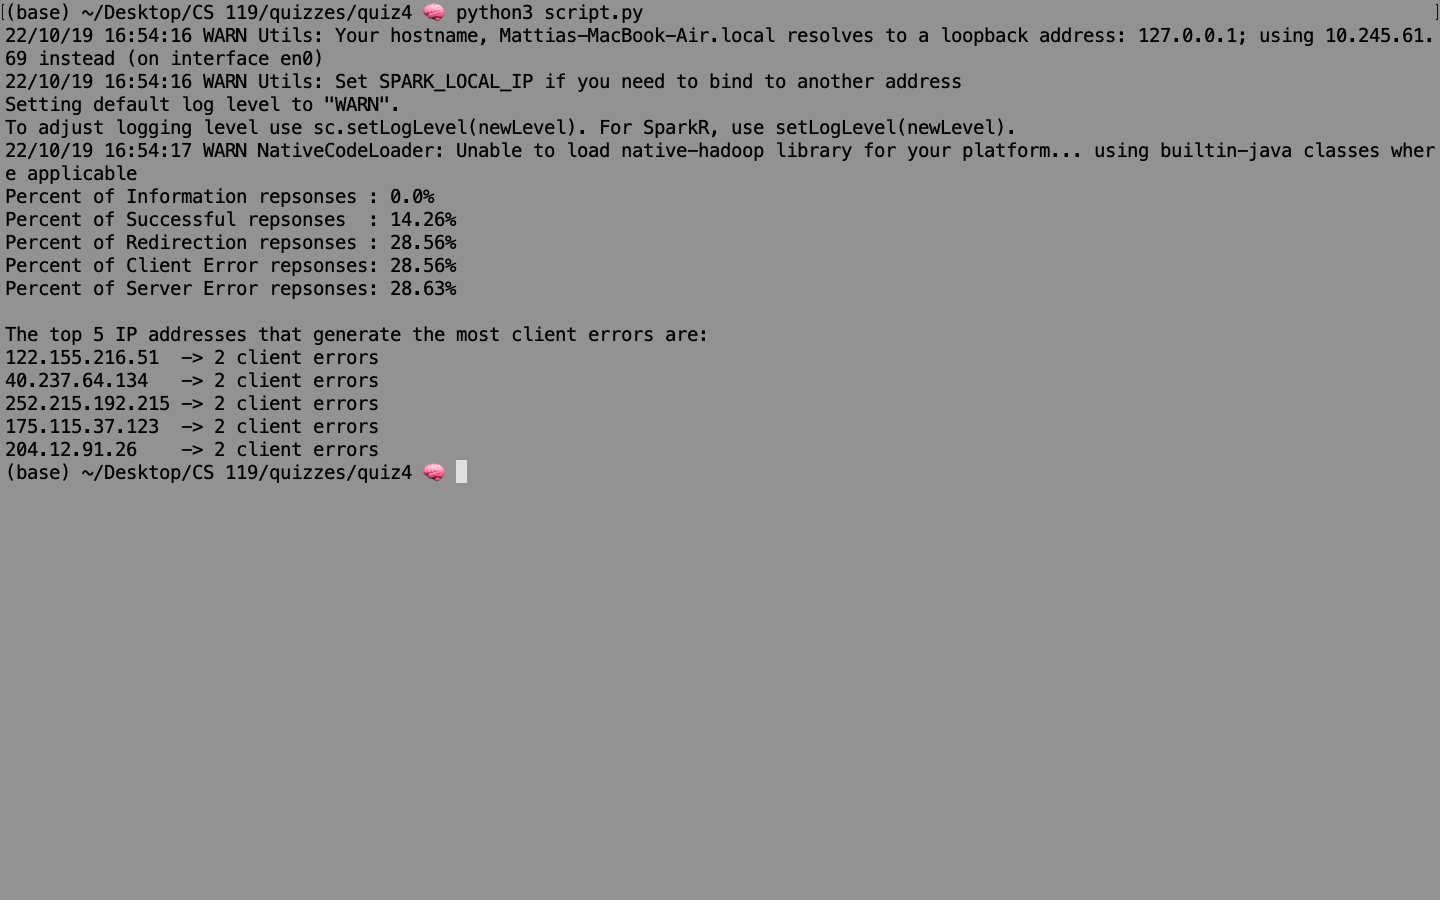 (base) ~/Desktop/CS 119/quizzes/quiz4 🧠 python3 script.py
22/10/19 16:54:16 WARN Utils: Your hostname, Mattias-MacBook-Air.local resolves to a loopback address: 127.0.0.1; using 10.245.61.
69 instead (on interface en0)
22/10/19 16:54:16 WARN Utils: Set SPARK_LOCAL_IP if you need to bind to another address
Setting default log level to "WARN".
To adjust logging level use sc.setLogLevel(newLevel). For SparkR, use setLogLevel(newLevel).
22/10/19 16:54:17 WARN NativeCodeLoader: Unable to load native-hadoop library for your platform... using builtin-java classes wher
e applicable
Percent of Information repsonses : 0.0%
Percent of Successful repsonses  : 14.26%
Percent of Redirection repsonses : 28.56%
Percent of Client Error repsonses: 28.56%
Percent of Server Error repsonses: 28.63%

The top 5 IP addresses that generate the most client errors are:
122.155.216.51  -> 2 client errors
40.237.64.134   -> 2 client errors
252.215.192.215 -> 2 client errors
175.115.37.123  -> 2 client errors
204.12.91.26    -> 2 client errors
(base) ~/Desktop/CS 119/quizzes/quiz4 🧠